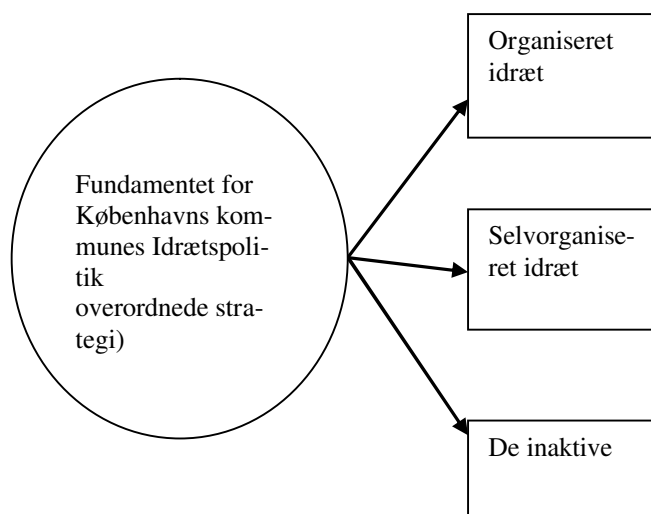 Organiseret
idræt
Fundamentet for
Københavns kom-
munes Idrætspoli-
tik
overordnede stra-
tegi)
Selvorganise-
ret idræt
De inaktive